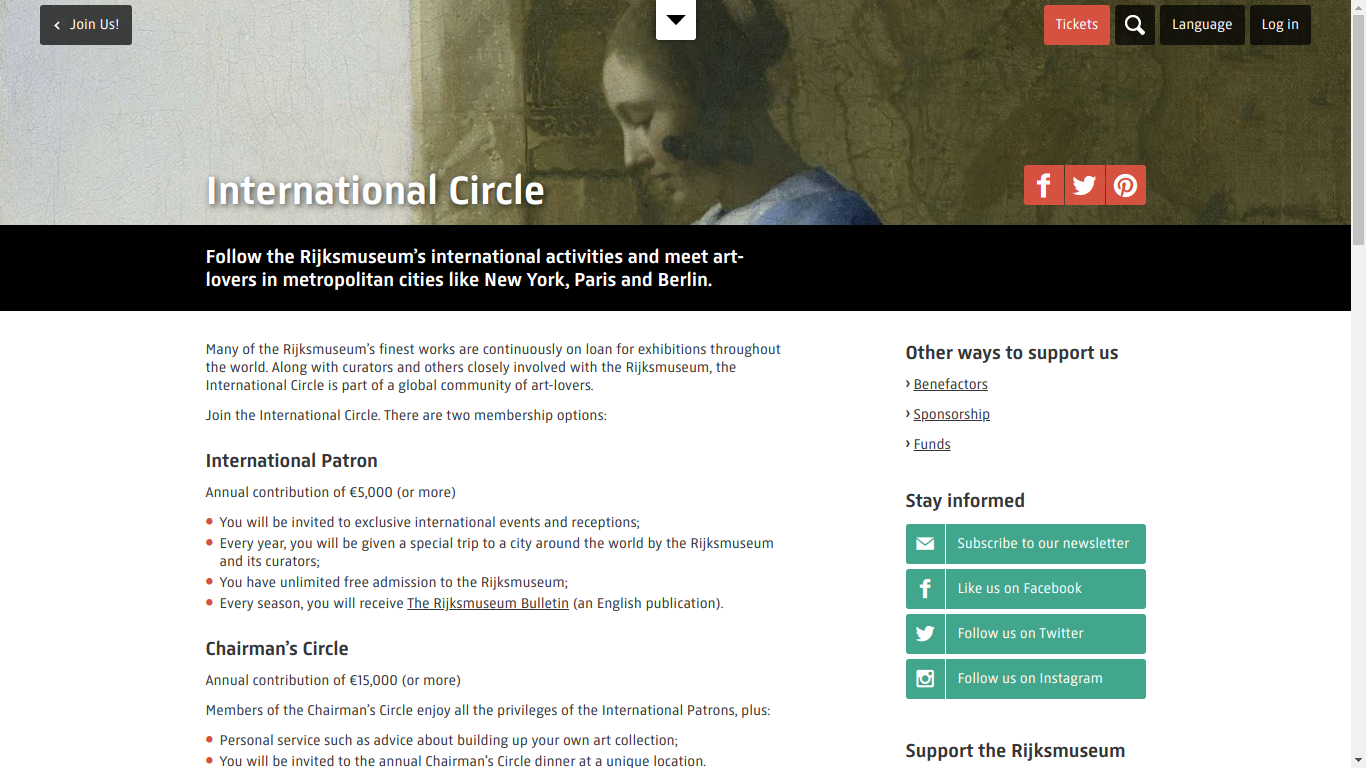 Join Us!
Tickets
Language
Log in
International Circle
Follow the Rijksmuseum’s international activities and meet art-
lovers in metropolitan cities like New York, Paris and Berlin.
Many of the Rijksmuseum’s finest works are continuously on loan for exhibitions throughout
the world. Along with curators and others closely involved with the Rijksmuseum, the
International Circle is part of a global community of art-lovers.
Join the International Circle. There are two membership options:
International Patron
Annual contribution of €5,000 (or more)
You will be invited to exclusive international events and receptions;
Every year, you will be given a special trip to a city around the world by the Rijksmuseum
and its curators;
You have unlimited free admission to the Rijksmuseum;
Every season, you will receive The Rijksmuseum Bulletin (an English publication).
Chairman’s Circle
Annual contribution of €15,000 (or more)
Members of the Chairman’s Circle enjoy all the privileges of the International Patrons, plus:
Personal service such as advice about building up your own art collection;
You will be invited to the annual Chairman’s Circle dinner at a unique location.
Other ways to support us
Benefactors
Sponsorship
Funds
Stay informed
Subscribe to our newsletter
Like us on Facebook
Follow us on Twitter
Follow us on Instagram
Support the Rijksmuseum